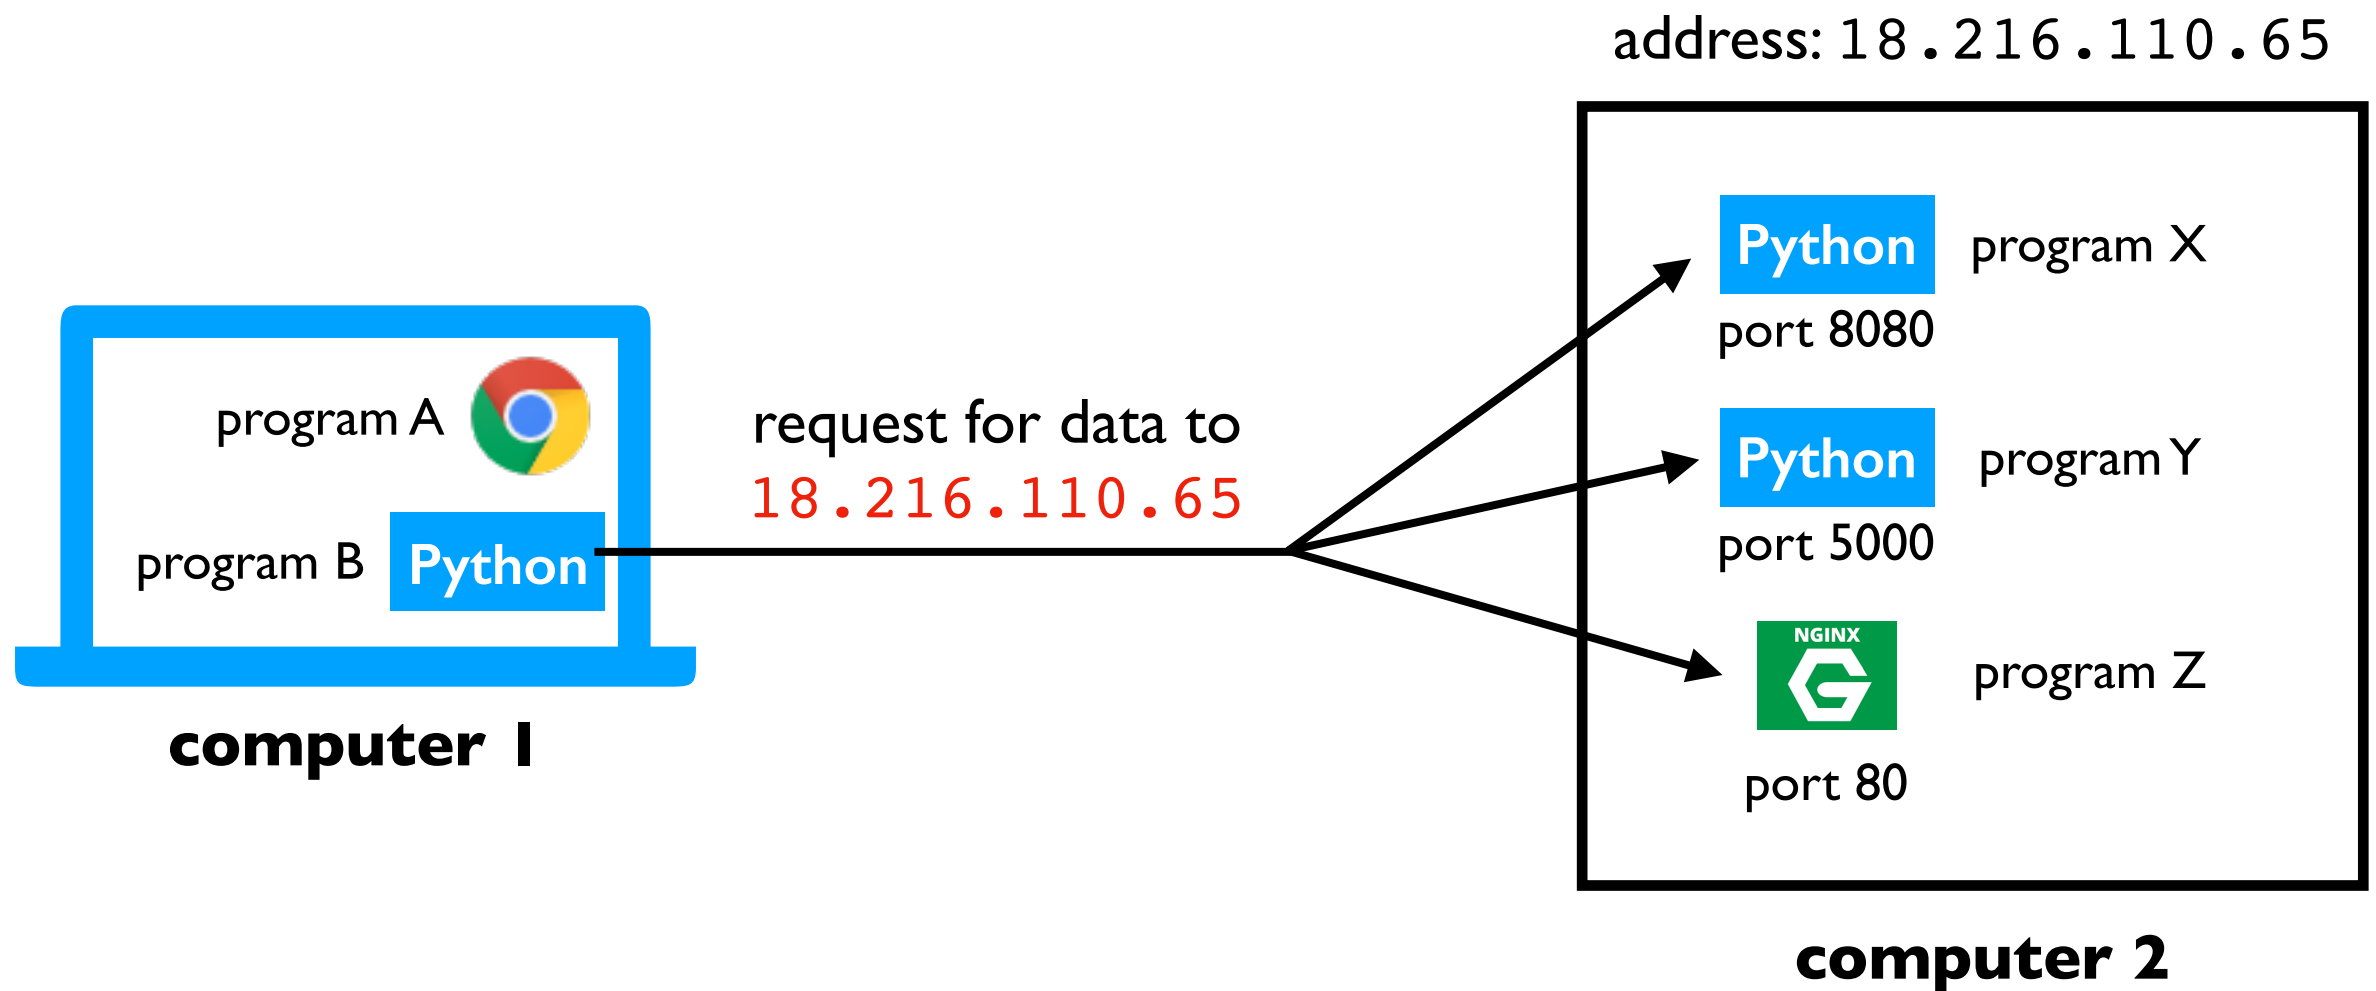 address: 18.216.110.65
Python program X
port 8080
program A
request for data to
18.216.110.65
Python program Y
port 5000
program B Python
NGINX
program Z
port 80
computer 1
computer 2